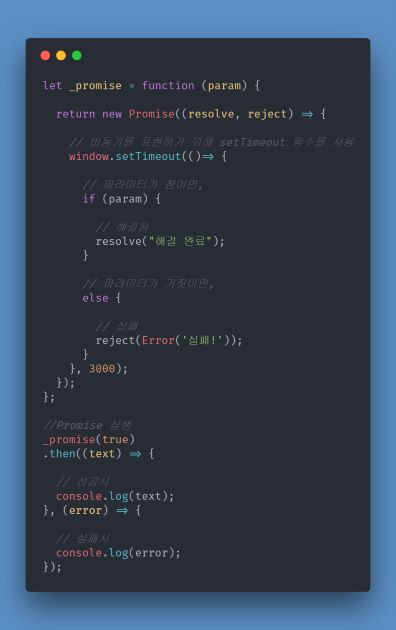 let _promise = function (param) {
return new Promise((resolve, reject) => {
// 비동기를 표현하기 위해 setTimeout 함수를 사용
window.setTimeout(()=> {
// 파라미터가 참이면,
if (param) {
// 해결됨
resolve("해결 완료");
}
// 파라미터가 거짓이면,
else {
// 실패
reject(Error('실패!'));
}
}, 3000);
});
};
//Promise 실행
_promise(true)
.then((text) => {
// 성공시
console.log(text);
}, (error) => {
// 실패시
console.log(error);
});